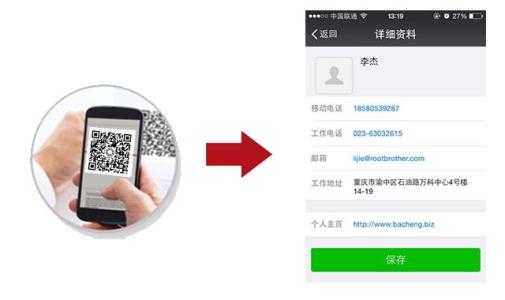 中国联通 13:19 27%
返回 详细资料
李杰
移动电话 18580539287
工作电话 023-63032615
邮箱 lijie@rootbrother.com
工作地址 重庆市渝中区石油路万科中心4号楼
14-19
个人主页 http://www.bacheng.biz
保存